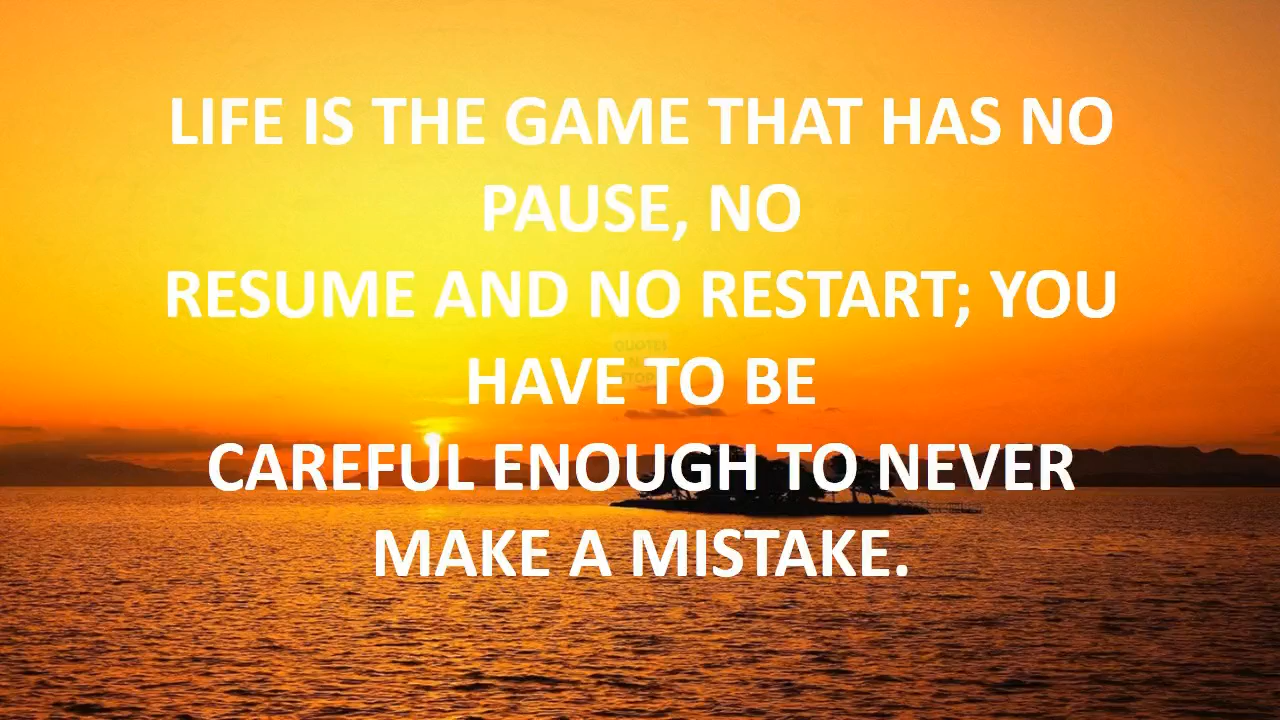 LIFE IS THE GAME THAT HAS NO
PAUSE, NO
RESUME AND NO RESTART; YOU
HAVE TO BE
CAREFUL ENOUGH TO NEVER
MAKE A MISTAKE.